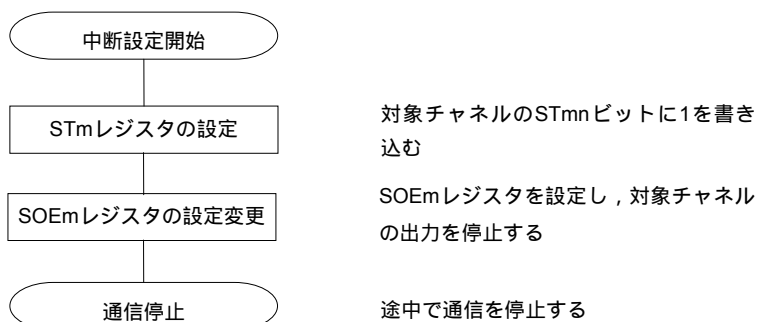 中断設定開始
STmレジスタの設定
対象チャネルのSTmnビットに1を書き
込む
SOEmレジスタの設定変更
SOEmレジスタを設定し，対象チャネル
の出力を停止する
通信停止
途中で通信を停止する